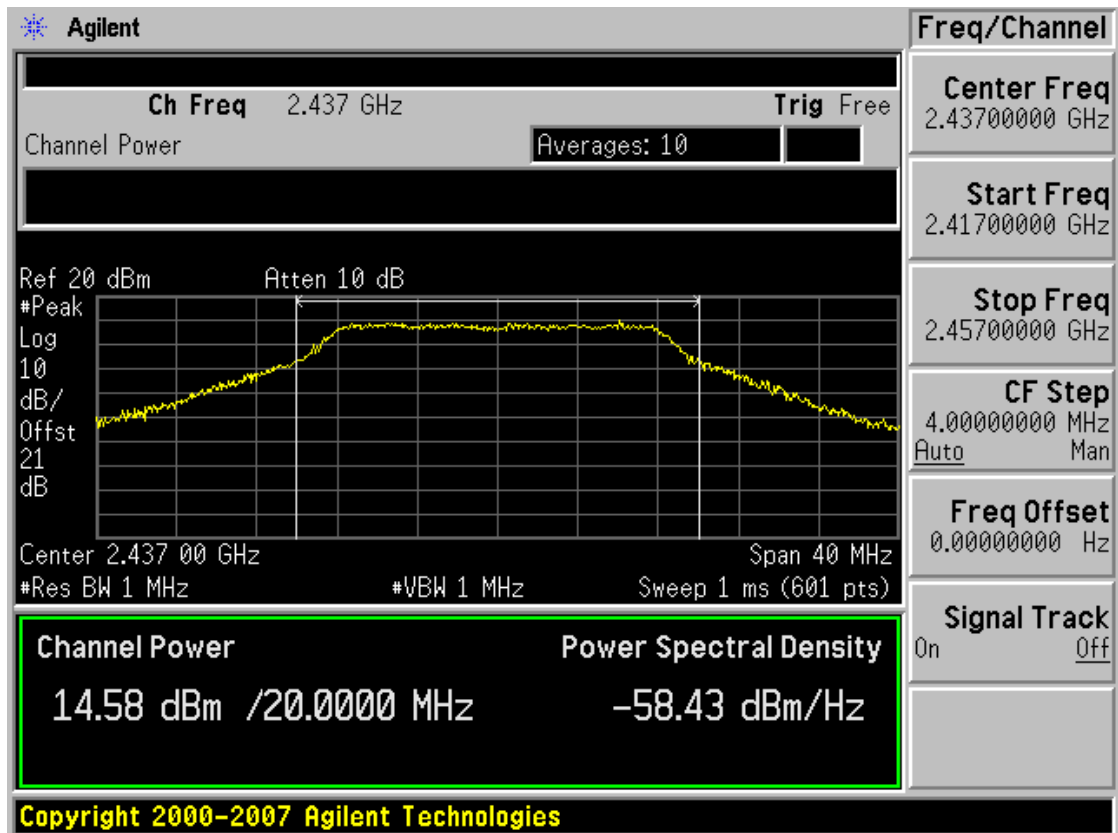 Agilent
Freq/Channel
Ch Freq 2.437 GHz Trig Free
Channel Power Averages: 10
Ref 20 dBm Atten 10 dB
#Peak
Log
10
dB/
Offst
21
dB
Center 2.437 00 GHz Span 40 MHz
#Res BW 1 MHz #VBW 1 MHz Sweep 1 ms (601 pts)
Channel Power Power Spectral Density
14.58 dBm /20.0000 MHz -58.43 dBm/Hz
Center Freq
2.43700000 GHz
Start Freq
2.41700000 GHz
Stop Freq
2.45700000 GHz
CF Step
4.00000000 MHz
Auto Man
Freq Offset
0.00000000 Hz
Signal Track
On Off
Copyright 2000-2007 Agilent Technologies